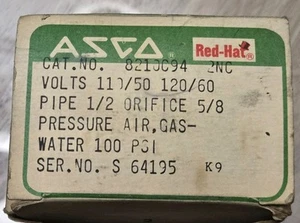 ASCO Red-Hat®
CAT.NO. 8210G94 2NC
VOLTS 110/50 120/60
PIPE 1/2 ORIFICE 5/8
PRESSURE AIR,GAS-
WATER 100 PSI
SER.NO. S 64195 K9